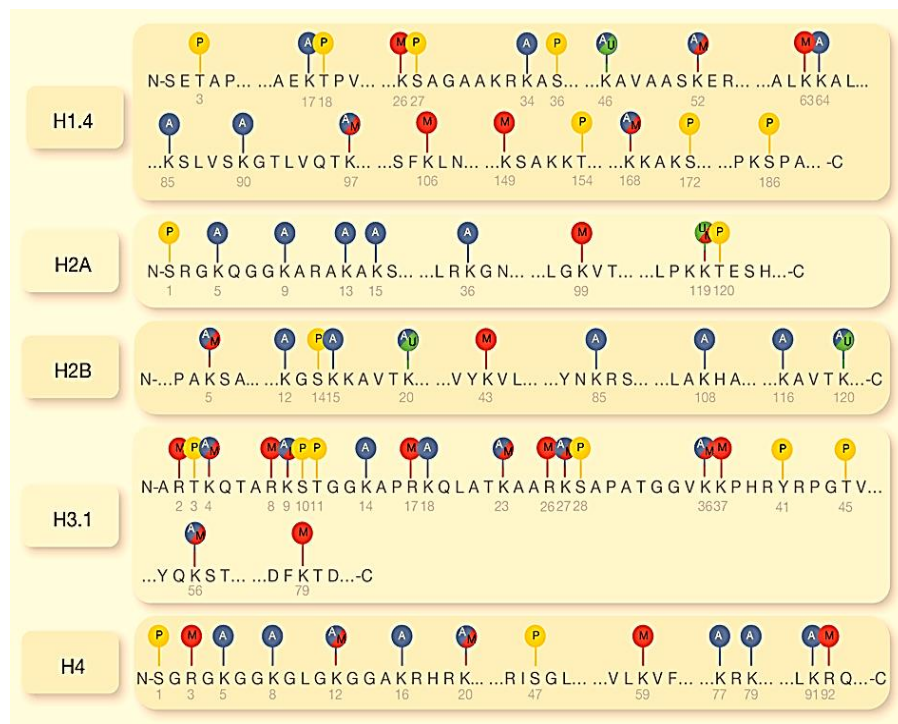 P A P M P A P A U A M M A
H1.4
N-SETAP... ...AEKTPV... ...KSAGAAKRKAS... ...KAVAASKER... ...ALKKAL...
3 17 18 26 27 34 36 46 52 63 64
A A A M M M P A M P P
...KSLVSKGTLVQTK... ...SFKLN... ...KSAKKT... ...KKAKS... ...PKSPA... -C
85 90 97 106 149 154 168 172 186
P A A A A A M U M P
H2A
N-SRGKQGGKARAKAKS... ...LRKGN... ...LGKVT... ...LPKKTESH...-C
1 5 9 13 15 36 99 119 120
A M A P A A U M A A A A U
H2B
N-...PAKSA... ...KGSKKAVTK... ...VYKVL... ...YNKRS... ...LAKHA... ...KAVTK...-C
5 12 14 15 20 43 85 108 116 120
M P A M M A M P P A M A A M M A M P A M M P P
H3.1
N-ARTKQTARKSTGGKAPRKQLATKAARKSAPATGGVKKPHRYRPGTV...
2 3 4 8 9 10 11 14 17 18 23 26 27 28 36 37 41 45
A M M
...YQKST... ...DFKTD...-C
56 79
P M A A A M A A M P M A A A M
H4
N-SGRGKGGKGLGKGGAKRHRK... ...RISGL... ...VLKVF... ...KRK... ...LKRQ...-C
1 3 5 8 12 16 20 47 59 77 79 91 92